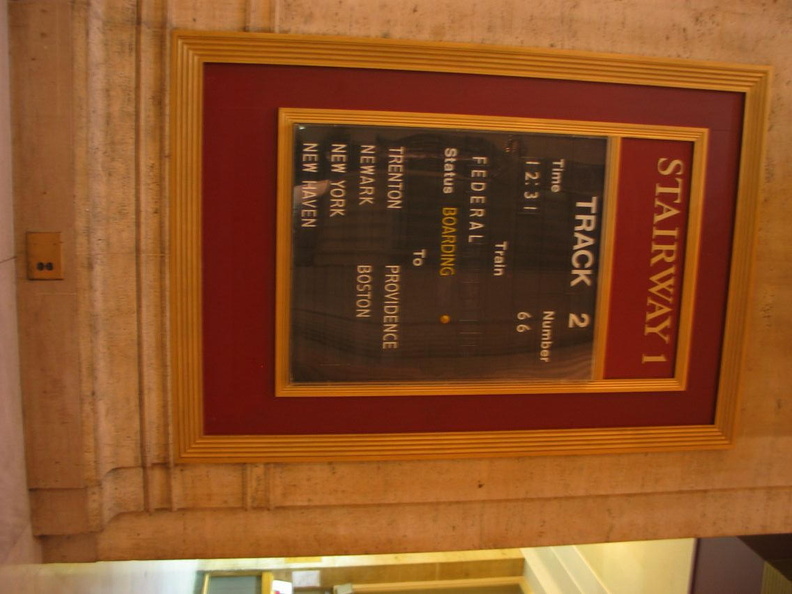 STAIRWAY 1
TRACK 2
Time Number
12:31 66
Train
FEDERAL
Status BOARDING
To
TRENTON PROVIDENCE
NEWARK BOSTON
NEW YORK
NEW HAVEN